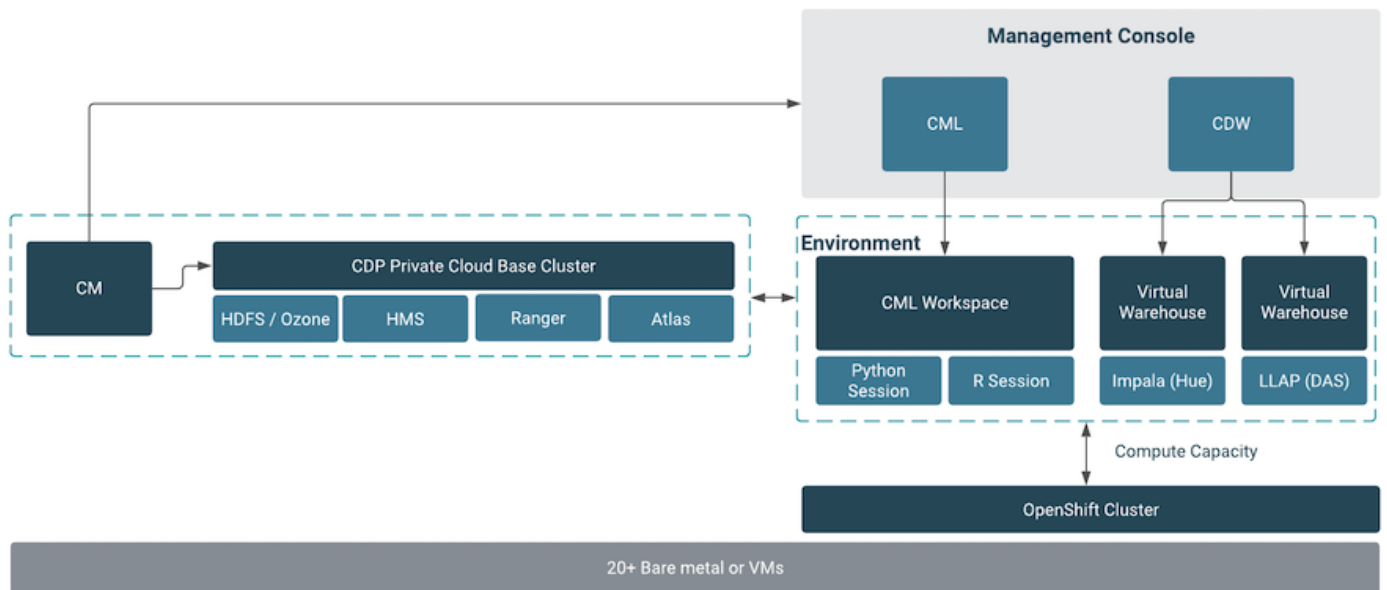 Management Console
CML
CDW
CM
CDP Private Cloud Base Cluster
HDFS / Ozone
HMS
Ranger
Atlas
Environment
CML Workspace
Virtual
Warehouse
Virtual
Warehouse
Python
Session
R Session
Impala (Hue)
LLAP (DAS)
Compute Capacity
OpenShift Cluster
20+ Bare metal or VMs